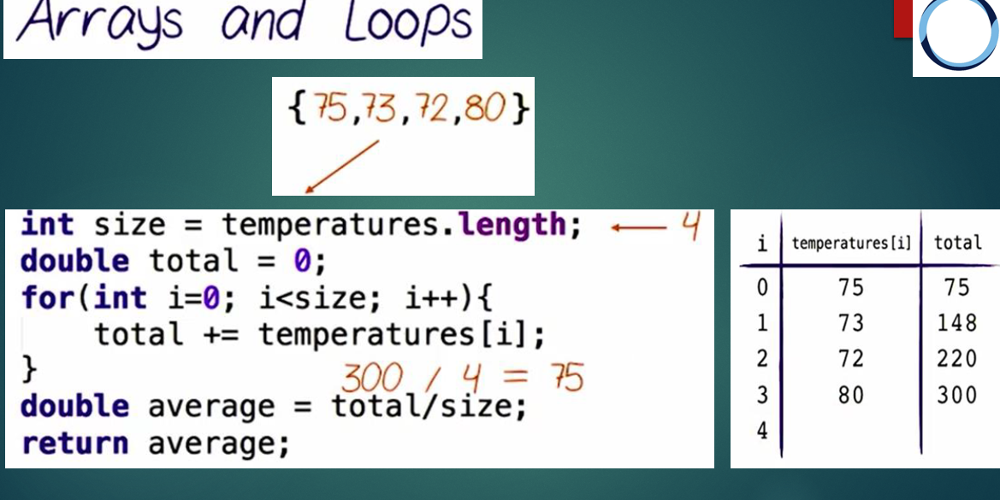 Arrays and Loops
{75,73,72,80}
int size = temperatures.length; 4
double total = 0;
for(int i=0; i<size; i++){
total += temperatures[i];
}
300 / 4 = 75
double average = total/size;
return average;
i temperatures[i] total
0 75 75
1 73 148
2 72 220
3 80 300
4